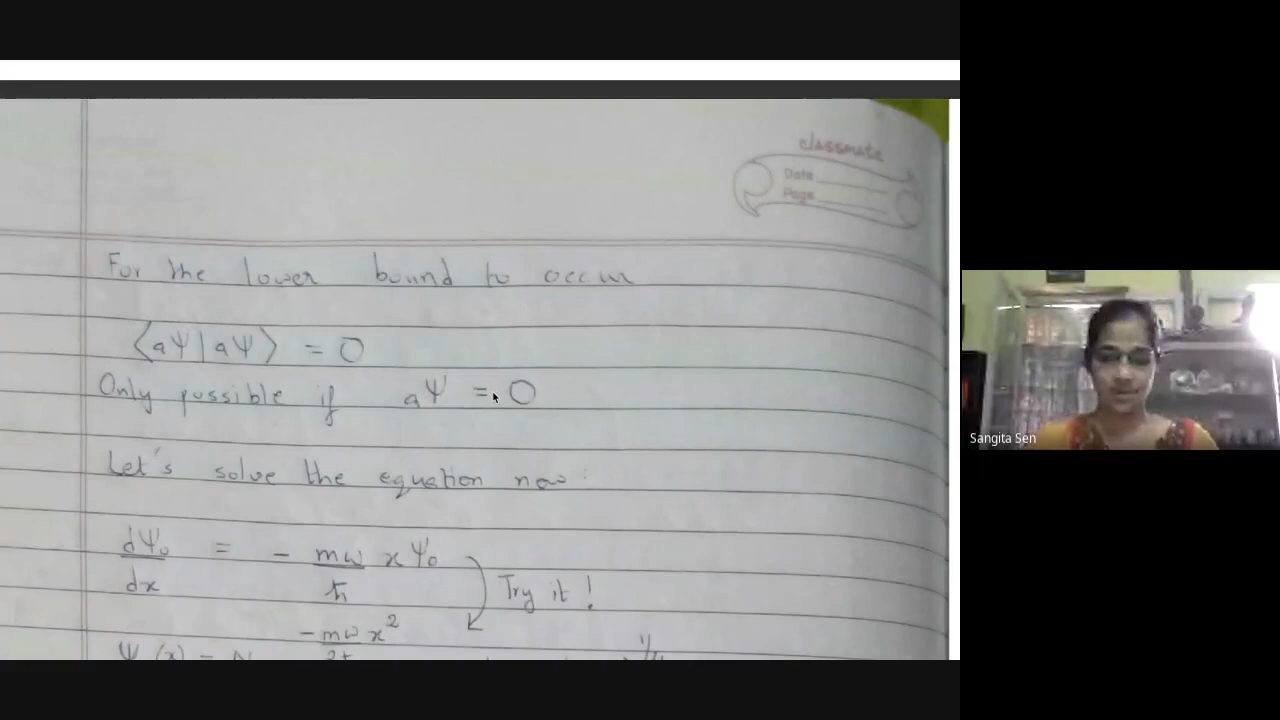 classmate
Date
Page
For the lower bound to occur
⟨aΨ|aΨ⟩ = 0
Only possible if aΨ = 0
Let's solve the equation now:
dΨ₀/dx = - mω/ħ x Ψ₀
Try it!
Ψ (x) = N -mωx²/2ħ
Sangita Sen